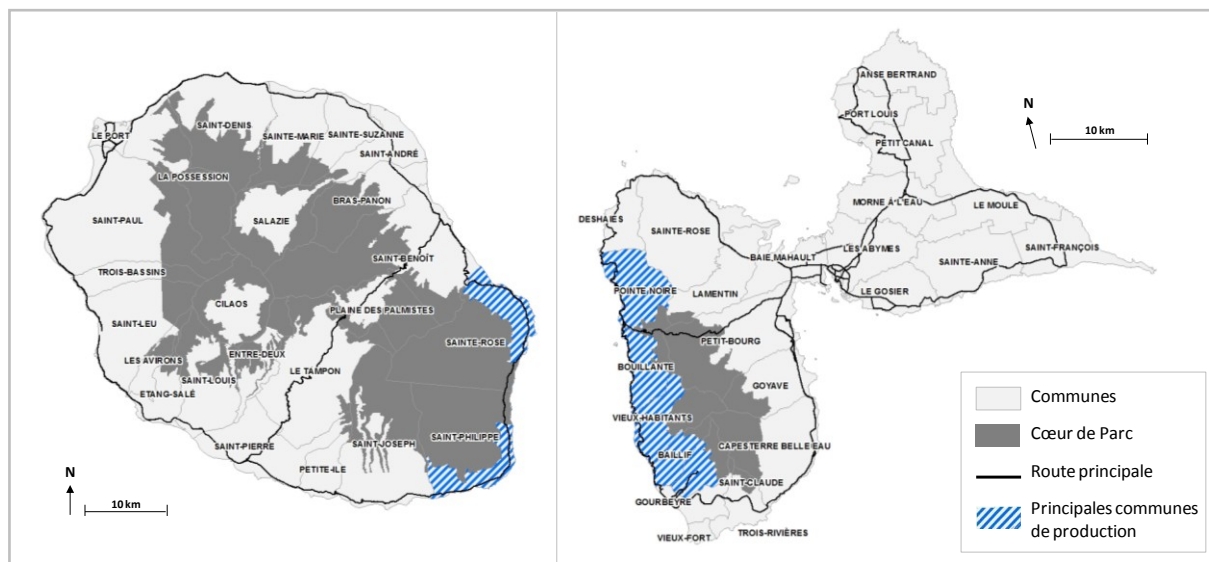 SAINT-DENIS
LE PORT
SAINTE-MARIE
SAINTE-SUZANNE
SAINT-ANDRÉ
LA POSSESSION
BRAS-PANON
SAINT-PAUL
SALAZIE
SAINT-BENOÎT
TROIS-BASSINS
CILAOS
PLAINE DES PALMISTES
SAINT-LEU
SAINTE-ROSE
LES AVIRONS
ENTRE-DEUX
LE TAMPON
SAINT-LOUIS
ETANG-SALÉ
SAINT-PHILIPPE
SAINT-PIERRE
SAINT-JOSEPH
PETITE-ILE
N
10 km
ANSE BERTRAND
N
PORT LOUIS
10 km
PETIT CANAL
MORNE À L'EAU
LE MOULE
DESHAIES
SAINTE-ROSE
LES ABYMES
SAINT-FRANÇOIS
BAIE MAHAULT
SAINTE-ANNE
POINTE NOIRE
LAMENTIN
LE GOSIER
PETIT-BOURG
BOUILLANTE
GOYAVE
VIEUX-HABITANTS
CAPESTERRE BELLE EAU
BAILLIF
SAINT-CLAUDE
GOURBEYRE
TROIS-RIVIÈRES
VIEUX-FORT
Communes
Cœur de Parc
Route principale
Principales communes
de production